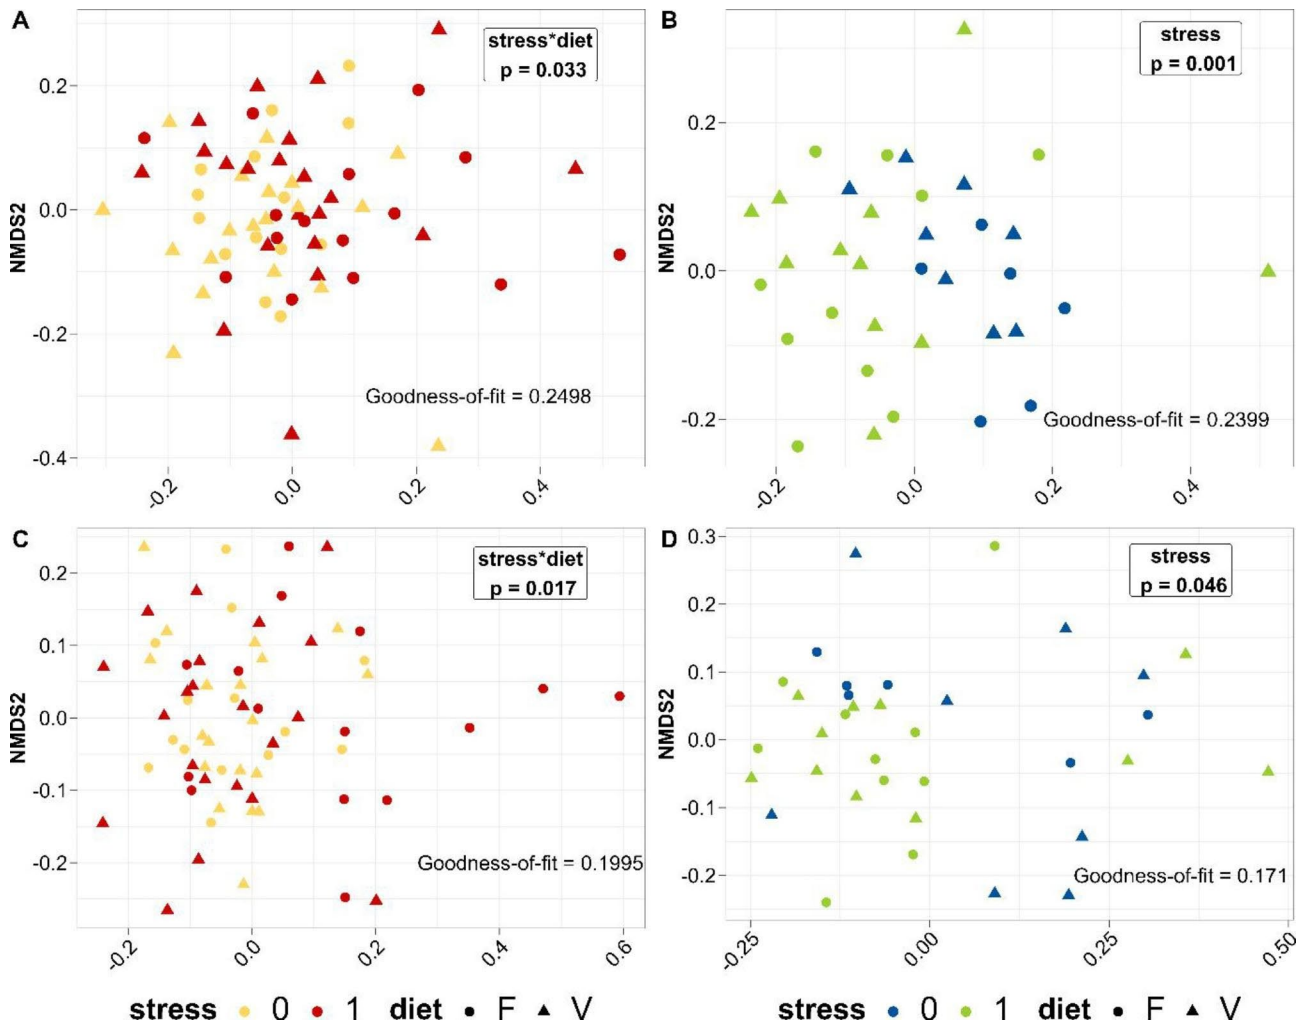 A
stress*diet
p = 0.033
NMDS2
0.2
0.0
-0.2
-0.4
Goodness-of-fit = 0.2498
-0.2
0.0
0.2
0.4
B
stress
p = 0.001
NMDS2
0.2
0.0
-0.2
Goodness-of-fit = 0.2399
-0.2
0.0
0.2
0.4
C
stress*diet
p = 0.017
NMDS2
0.2
0.1
0.0
-0.1
-0.2
Goodness-of-fit = 0.1995
-0.2
0.0
0.2
0.4
0.6
D
stress
p = 0.046
NMDS2
0.3
0.2
0.1
0.0
-0.1
-0.2
Goodness-of-fit = 0.171
-0.25
0.00
0.25
0.50
stress 0 1 diet F V
stress 0 1 diet F V